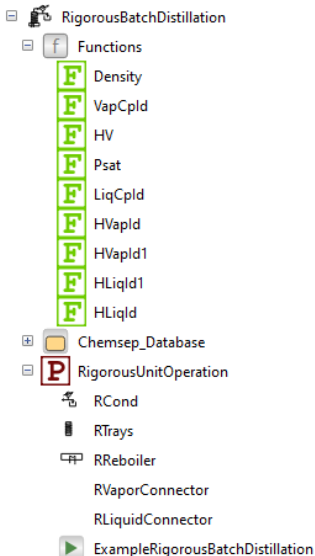 RigorousBatchDistillation
f Functions
F Density
F VapCpId
F HV
F Psat
F LiqCpId
F HVapId
F HVapId1
F HLiqId1
F HLiqId
Chemsep_Database
P RigorousUnitOperation
RCond
RTrays
RReboiler
RVaporConnector
RLiquidConnector
ExampleRigorousBatchDistillation